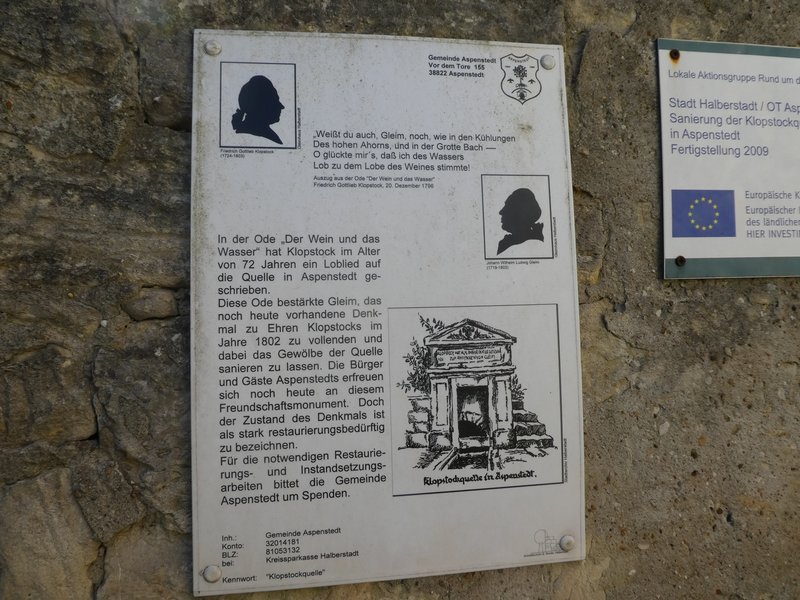 Gemeinde Aspenstedt
Vor dem Tore 155
38822 Aspenstedt
ASPENSTEDT
Friedrich Gottlieb Klopstock
(1724-1803)
„Weißt du auch, Gleim, noch, wie in den Kühlungen
Des hohen Ahorns, únd in der Grotte Bach —
O glückte mir´s, daß ich des Wassers
Lob zu dem Lobe des Weines stimmte!
Auszug aus der Ode "Der Wein und das Wasser"
Friedrich Gottlieb Klopstock, 20. Dezember 1796
Johann Wilhelm Ludwig Gleim
(1719-1803)
In der Ode „Der Wein und das
Wasser" hat Klopstock im Alter
von 72 Jahren ein Loblied auf
die Quelle in Aspenstedt ge-
schrieben.
Diese Ode bestärkte Gleim, das
noch heute vorhandene Denk-
mal zu Ehren Klopstocks im
Jahre 1802 zu vollenden und
dabei das Gewölbe der Quelle
sanieren zu lassen. Die Bürger
und Gäste Aspenstedts erfreuen
sich noch heute an diesem
Freundschaftsmonument. Doch
der Zustand des Denkmals ist
als stark restaurierungsbedürftig
zu bezeichnen.
Für die notwendigen Restaurie-
rungs- und Instandsetzungs-
arbeiten bittet die Gemeinde
Aspenstedt um Spenden.
Klopstockquelle in Aspenstedt.
Inh.: Gemeinde Aspenstedt
Konto: 32014181
BLZ: 81053132
bei: Kreissparkasse Halberstadt
Kennwort: "Klopstockquelle"
Lokale Aktionsgruppe Rund um d
Stadt Halberstadt / OT Asp
Sanierung der Klopstockq
in Aspenstedt
Fertigstellung 2009
Europäische K
Europäischer
des ländlichen
HIER INVESTI